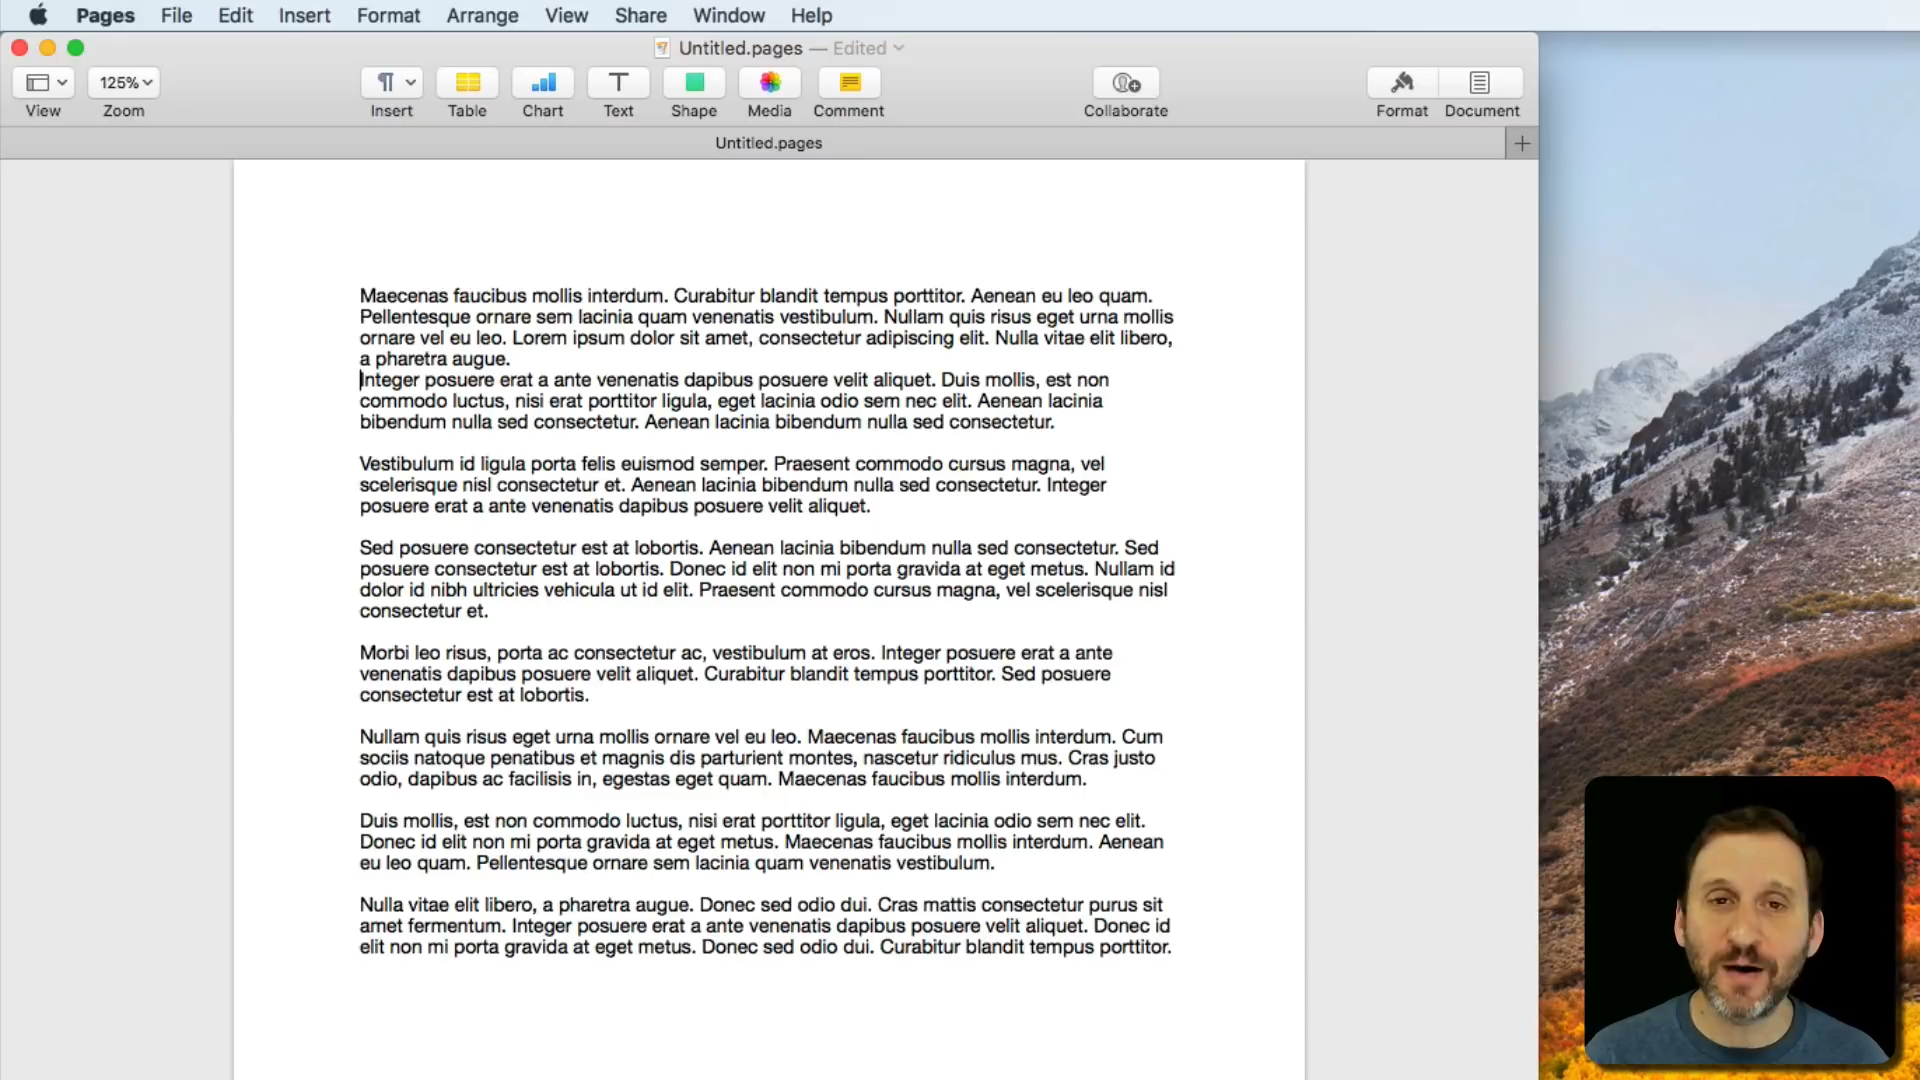 Pages File Edit Insert Format Arrange View Share Window Help
Untitled.pages — Edited
125%
View Zoom Insert Table Chart Text Shape Media Comment Collaborate Format Document
Untitled.pages
Maecenas faucibus mollis interdum. Curabitur blandit tempus porttitor. Aenean eu leo quam.
Pellentesque ornare sem lacinia quam venenatis vestibulum. Nullam quis risus eget urna mollis
ornare vel eu leo. Lorem ipsum dolor sit amet, consectetur adipiscing elit. Nulla vitae elit libero,
a pharetra augue.
Integer posuere erat a ante venenatis dapibus posuere velit aliquet. Duis mollis, est non
commodo luctus, nisi erat porttitor ligula, eget lacinia odio sem nec elit. Aenean lacinia
bibendum nulla sed consectetur. Aenean lacinia bibendum nulla sed consectetur.
Vestibulum id ligula porta felis euismod semper. Praesent commodo cursus magna, vel
scelerisque nisl consectetur et. Aenean lacinia bibendum nulla sed consectetur. Integer
posuere erat a ante venenatis dapibus posuere velit aliquet.
Sed posuere consectetur est at lobortis. Aenean lacinia bibendum nulla sed consectetur. Sed
posuere consectetur est at lobortis. Donec id elit non mi porta gravida at eget metus. Nullam id
dolor id nibh ultricies vehicula ut id elit. Praesent commodo cursus magna, vel scelerisque nisl
consectetur et.
Morbi leo risus, porta ac consectetur ac, vestibulum at eros. Integer posuere erat a ante
venenatis dapibus posuere velit aliquet. Curabitur blandit tempus porttitor. Sed posuere
consectetur est at lobortis.
Nullam quis risus eget urna mollis ornare vel eu leo. Maecenas faucibus mollis interdum. Cum
sociis natoque penatibus et magnis dis parturient montes, nascetur ridiculus mus. Cras justo
odio, dapibus ac facilisis in, egestas eget quam. Maecenas faucibus mollis interdum.
Duis mollis, est non commodo luctus, nisi erat porttitor ligula, eget lacinia odio sem nec elit.
Donec id elit non mi porta gravida at eget metus. Maecenas faucibus mollis interdum. Aenean
eu leo quam. Pellentesque ornare sem lacinia quam venenatis vestibulum.
Nulla vitae elit libero, a pharetra augue. Donec sed odio dui. Cras mattis consectetur purus sit
amet fermentum. Integer posuere erat a ante venenatis dapibus posuere velit aliquet. Donec id
elit non mi porta gravida at eget metus. Donec sed odio dui. Curabitur blandit tempus porttitor.